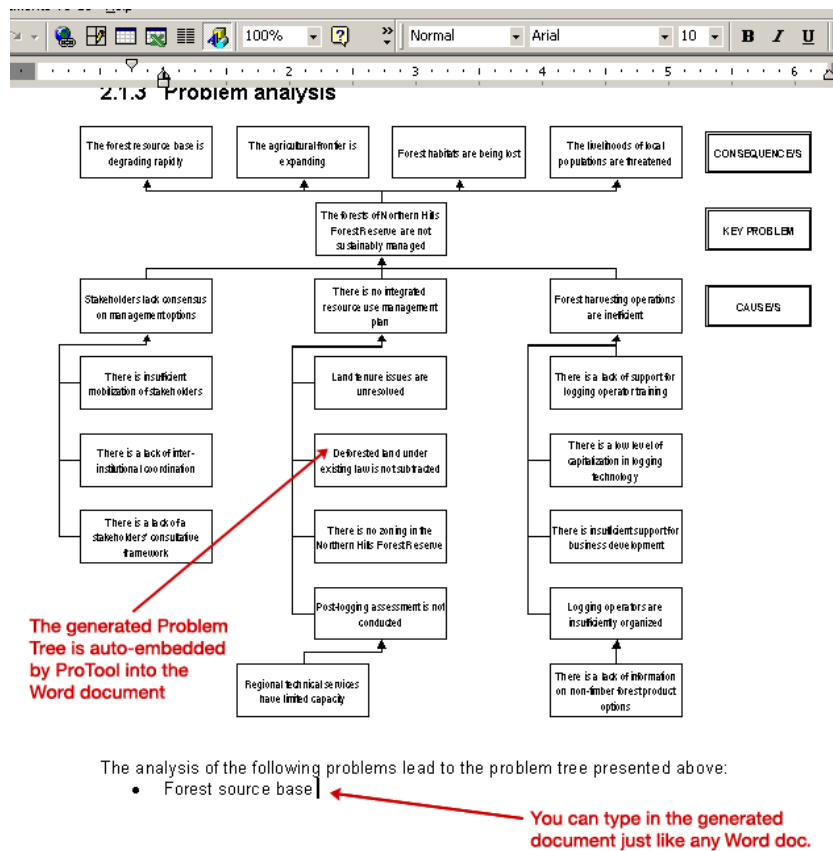 100%
Normal
Arial
10
B I U
2 3 4 5 6
2.1.3 Problem analysis
The forest resource base is
degrading rapidly
The agricultural frontier is
expanding
Forest habitats are being lost
The livelihoods of local
populations are threatened
CONSEQUENCE/S
The forests of Northern Hills
Forest Reserve are not
sustainably managed
KEY PROBLEM
Stakeholders lack consensus
on management options
There is no integrated
resource use management
plan
Forest harvesting operations
are inefficient
CAUSE/S
There is insufficient
mobilization of stakeholders
Land tenure issues are
unresolved
There is a lack of support for
logging operator training
There is a lack of inter-
institutional coordination
Deforested land under
existing law is not subtracted
There is a low level of
capitalization in logging
technology
There is a lack of a
stakeholders' consultative
framework
There is no zoning in the
Northern Hills Forest Reserve
There is insufficient support for
business development
Post-logging assessment is not
conducted
Logging operators are
insufficiently organized
The generated Problem
Tree is auto-embedded
by ProTool into the
Word document
Regional technical services
have limited capacity
There is a lack of information
on non-timber forest product
options
The analysis of the following problems lead to the problem tree presented above:
• Forest source base
You can type in the generated
document just like any Word doc.